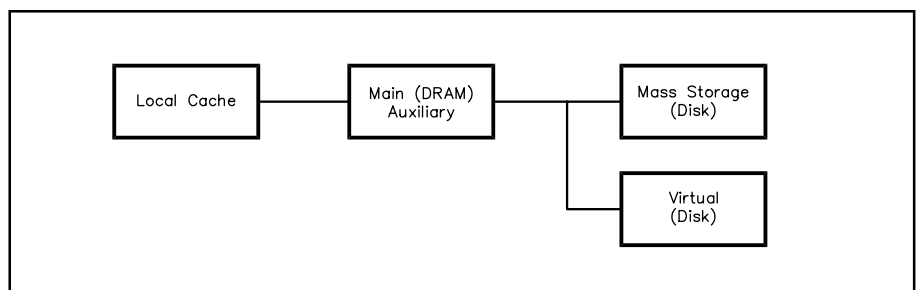 Local Cache
Main (DRAM)
Auxiliary
Mass Storage
(Disk)
Virtual
(Disk)